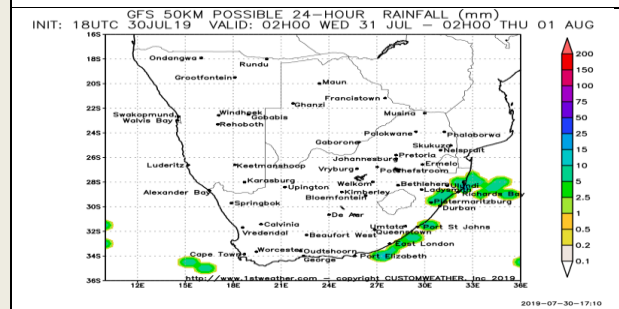 GFS 50KM POSSIBLE 24-HOUR RAINFALL (mm)
INIT: 18UTC 30JUL19 VALID: 02H00 WED 31 JUL - 02H00 THU 01 AUG
16S
18S
20S
22S
24S
26S
28S
30S
32S
34S
36S
Ondangwa
Rundu
Grootfontein
Maun
Francistown
Ghanzi
Musina
Swakopmund
Windhoek
Gobabis
Walvis Bay
Rehoboth
Polokwane
Phalaborwa
Gaborone
Skukuza
Nelspruit
Pretoria
Johannesburg
Luderitz
Keetmanshoop
Vryburg
Potchefstroom
Ermelo
Karasburg
Upington
Welkom
Bethlehem
Ulundi
Alexander Bay
Kimberley
Ladysmith
Richards Bay
Bloemfontein
Springbok
Pietermaritzburg
Durban
De Aar
Calvinia
Umtata
Port St Johns
Vredendal
Beaufort West
Queenstown
East London
Cape Town
Worcester
Oudtshoorn
George
Port Elizabeth
http://www.1stweather.com - copyright CUSTOMWEATHER, Inc 2019
12E 15E 18E 21E 24E 27E 30E 33E 36E
200
150
100
75
50
25
15
10
5
2.5
1
0.5
0.2
0.1
2019-07-30-17:10